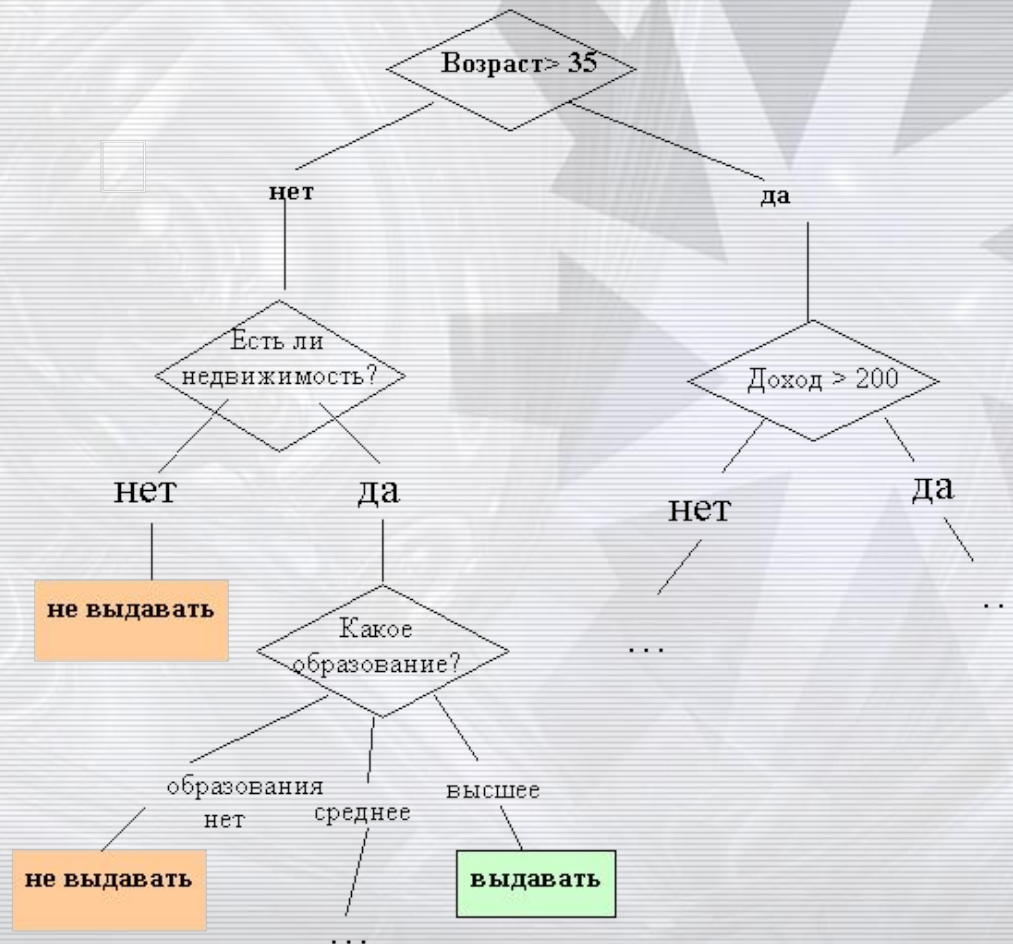 Возраст> 35
нет
да
Есть ли
недвижимость?
Доход > 200
нет
да
нет
да
не выдавать
Какое
образование?
...
..
образования
нет
среднее
высшее
не выдавать
выдавать
...